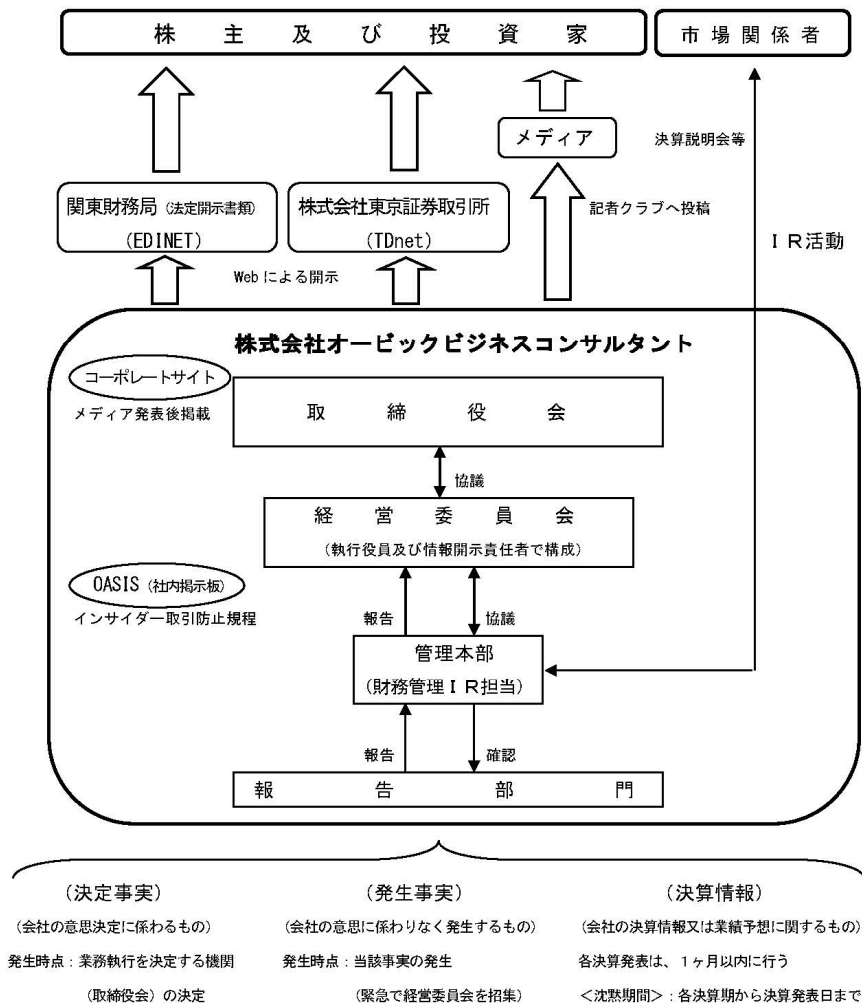 株主及び投資家
市場関係者
メディア
決算説明会等
関東財務局（法定開示書類）
（EDINET）
株式会社東京証券取引所
（TDnet）
記者クラブへ投稿
ＩＲ活動
Webによる開示
株式会社オービックビジネスコンサルタント
コーポレートサイト
メディア発表後掲載
取締役会
協議
経営委員会
（執行役員及び情報開示責任者で構成）
OASIS（社内掲示板）
インサイダー取引防止規程
報告
協議
管理本部
（財務管理ＩＲ担当）
報告
確認
報告部門
（決定事実）
（会社の意思決定に係わるもの）
発生時点：業務執行を決定する機関
（取締役会）の決定
（発生事実）
（会社の意思に係わりなく発生するもの）
発生時点：当該事実の発生
（緊急で経営委員会を招集）
（決算情報）
（会社の決算情報又は業績予想に関するもの）
各決算発表は、１ヶ月以内に行う
＜沈黙期間＞：各決算期から決算発表日まで